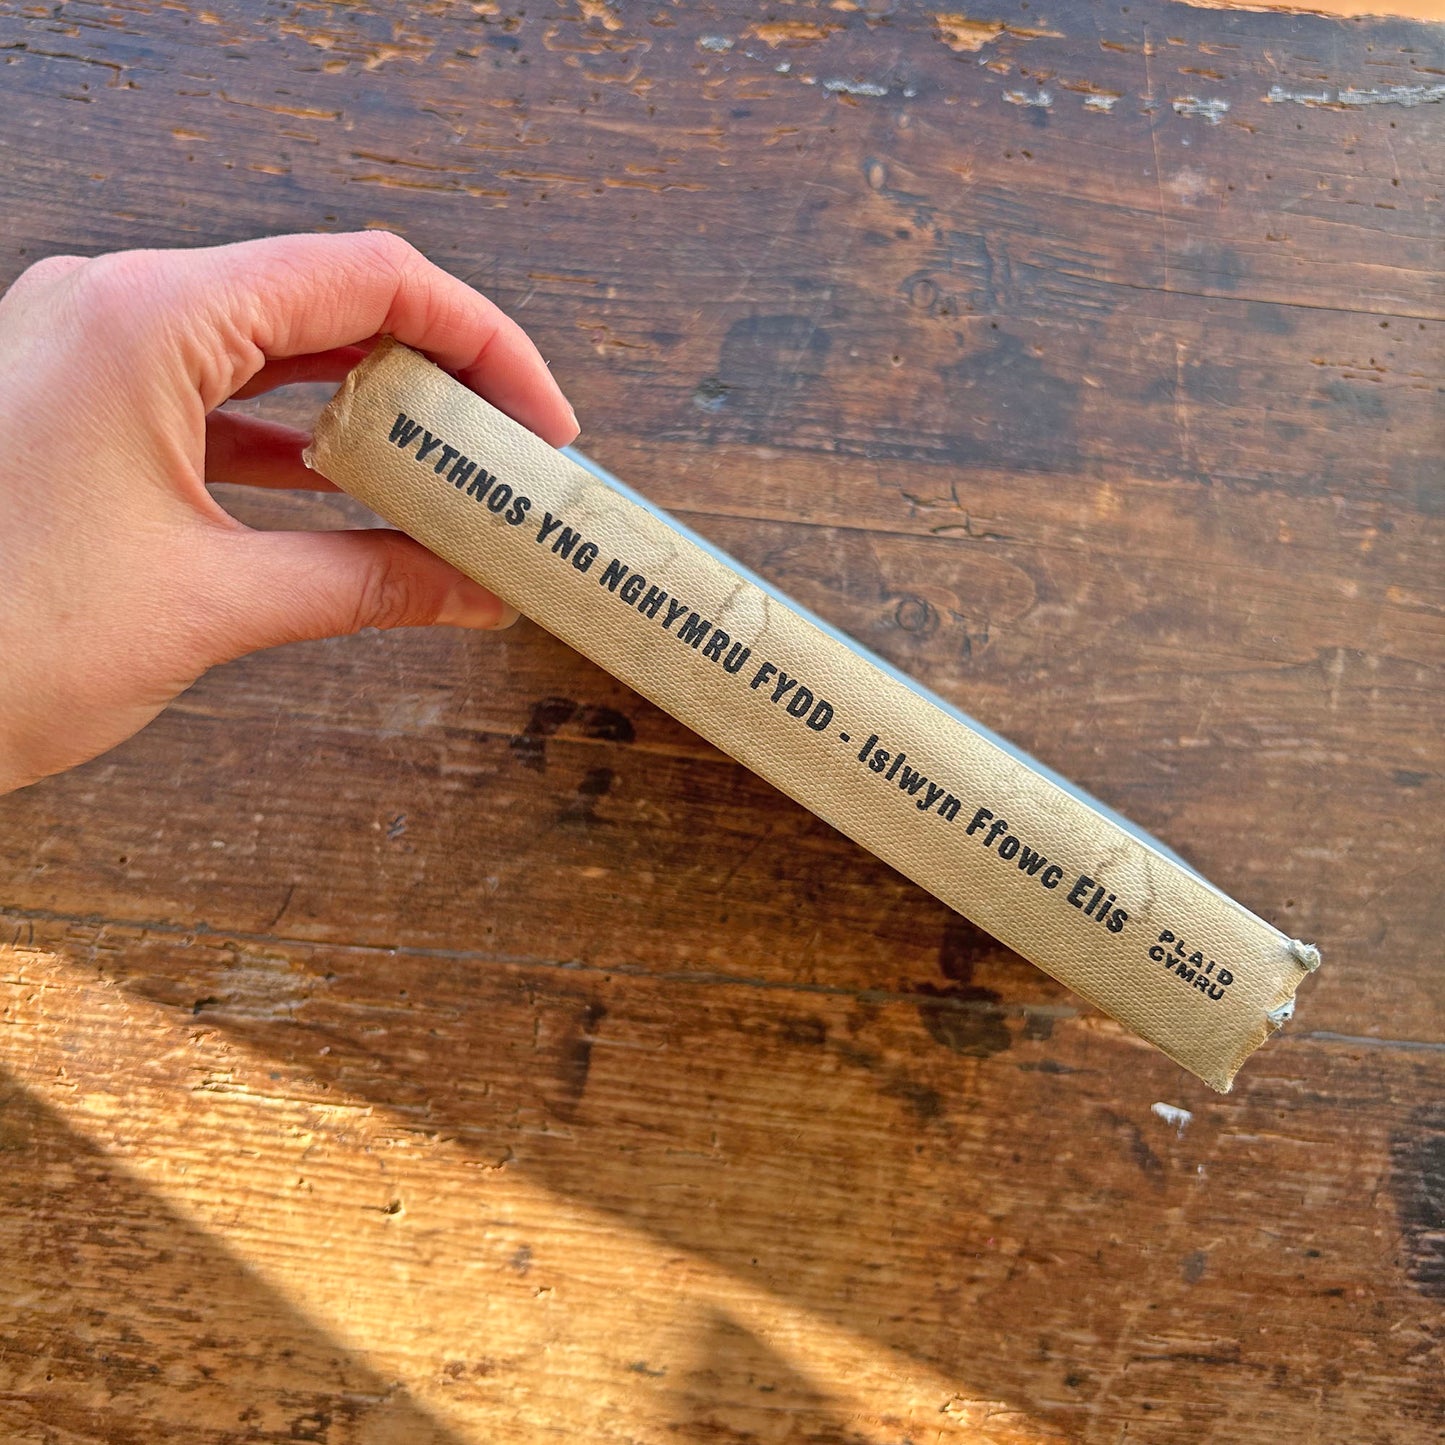 WYTHNOS YNG NGHYMRU FYDD - Islwyn Ffowc Elis
PLAID
CYMRU